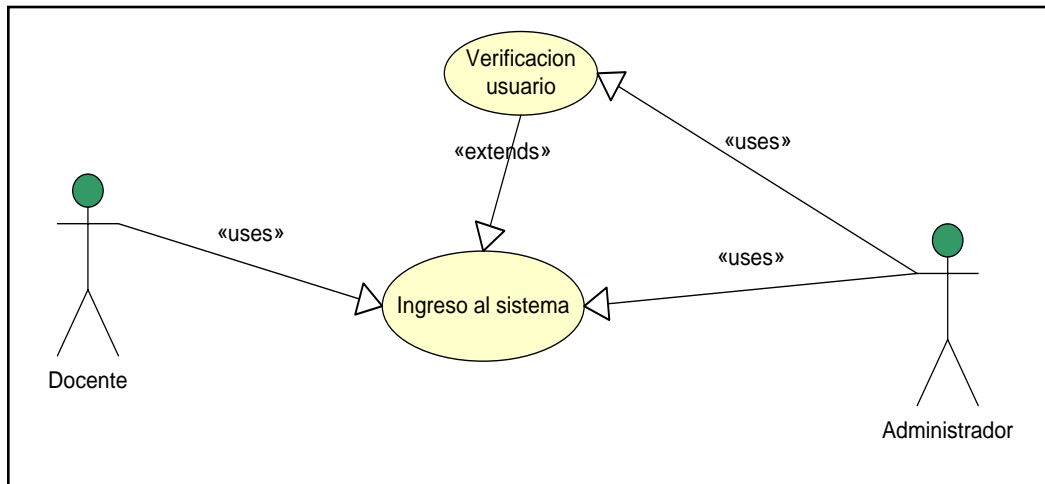 Verificacion
usuario
«extends»
«uses»
«uses»
«uses»
Ingreso al sistema
Docente
Administrador